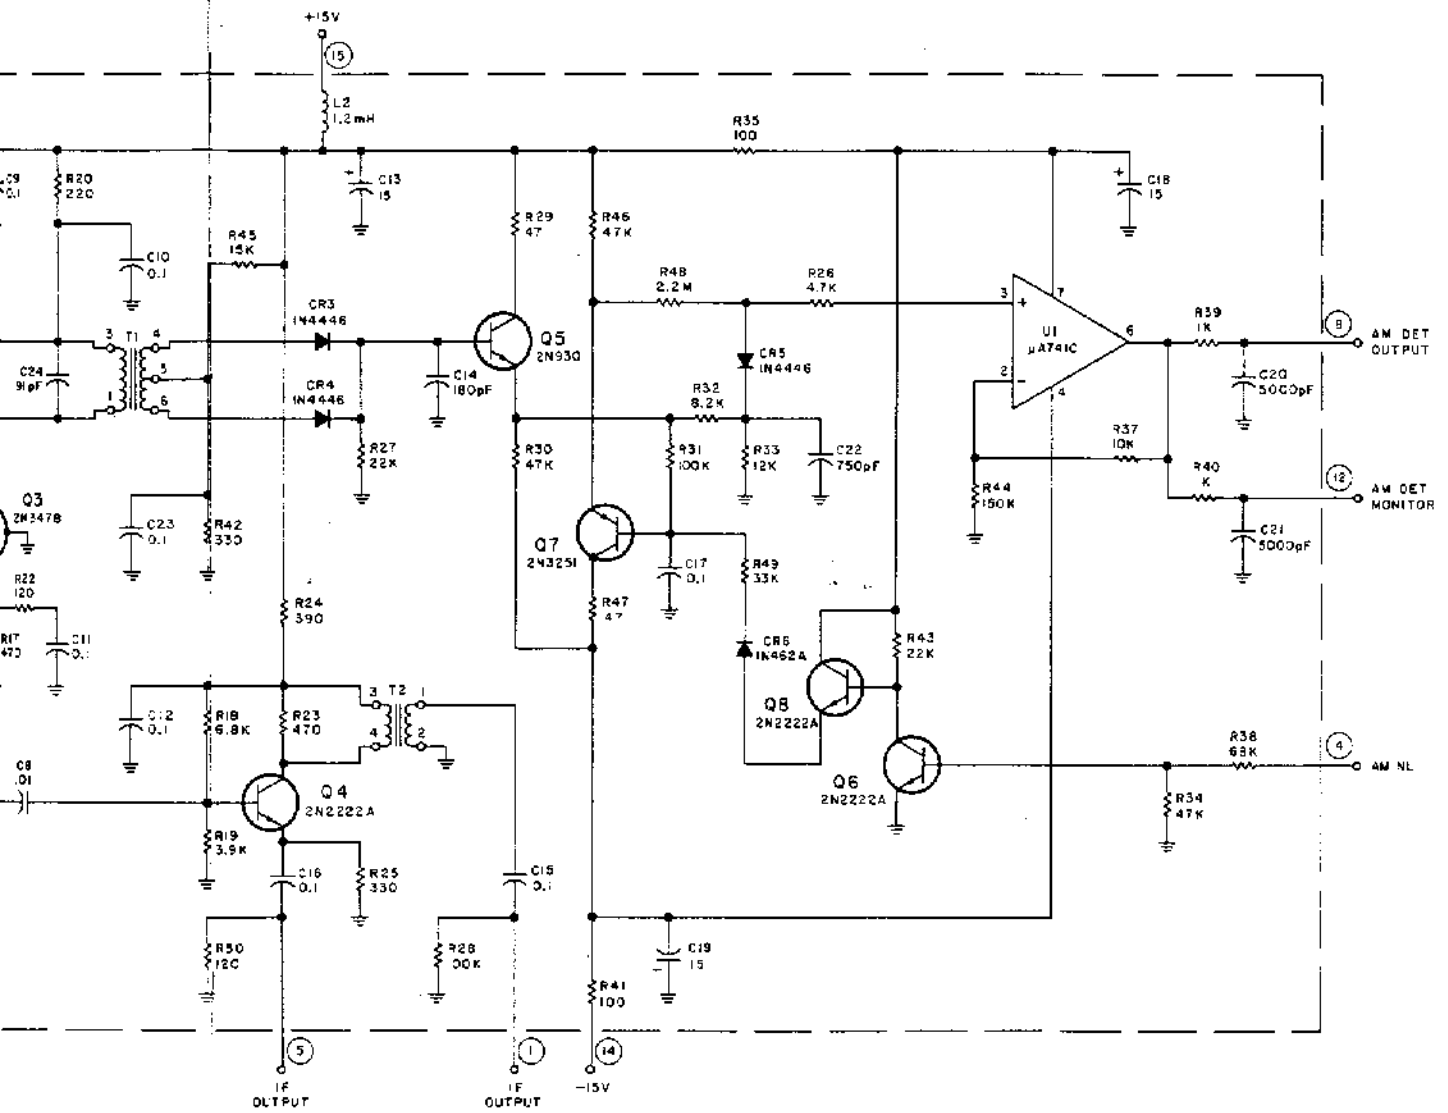 +15V
15
L2
1.2mH
R35
100
C9
0.1
R20
220
C13
15
+
C18
15
+
R29
47
R46
47K
R45
15K
C10
0.1
R48
2.2M
R26
4.7K
CR3
1N4446
3
+
7
T1
3
4
Q5
2N930
U1
µA741C
6
R39
1K
8
AM DET
OUTPUT
CR5
1N4446
C24
91pF
5
2
−
4
CR4
1N4446
C14
180pF
R32
8.2K
C20
5000pF
1
6
R27
22K
R30
47K
R31
100K
R33
12K
C22
750pF
R37
10K
R40
K
12
AM DET
MONITOR
R44
150K
Q3
2N3478
C23
0.1
R42
330
Q7
2N3251
C21
5000pF
R22
120
C17
0.1
R49
33K
R24
390
R47
47
R17
470
C11
0.1
CR6
1N462A
R43
22K
3
T2
1
C12
0.1
R18
6.8K
R23
470
4
2
Q8
2N2222A
R38
68K
4
AM NL
C8
.01
Q4
2N2222A
Q6
2N2222A
R34
47K
R19
3.9K
C16
0.1
R25
330
C15
0.1
R50
120
R28
00K
C19
15
−
R41
100
5
1
14
IF
OUTPUT
IF
OUTPUT
-15V